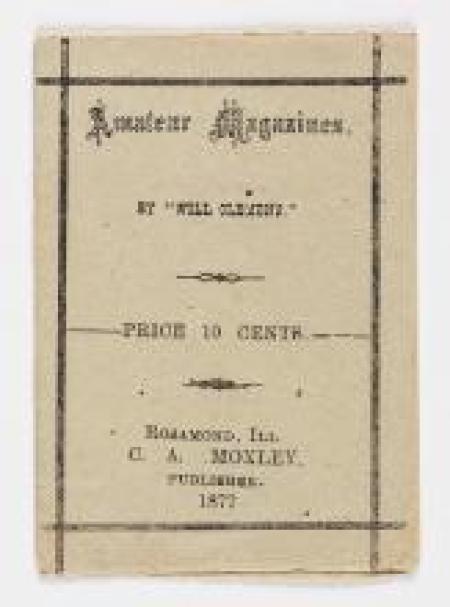 Amateur Magazines.
BY "WILL CLEMENS."
PRICE 10 CENTS.
ROSAMOND, ILL.
C. A. MOXLEY,
PUBLISHER.
1877